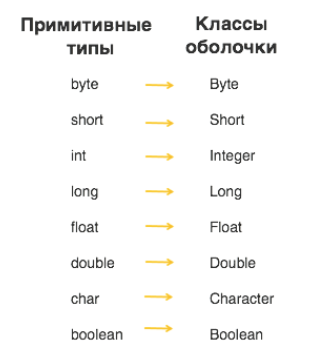 Примитивные Классы
типы оболочки
byte Byte
short Short
int Integer
long Long
float Float
double Double
char Character
boolean Boolean